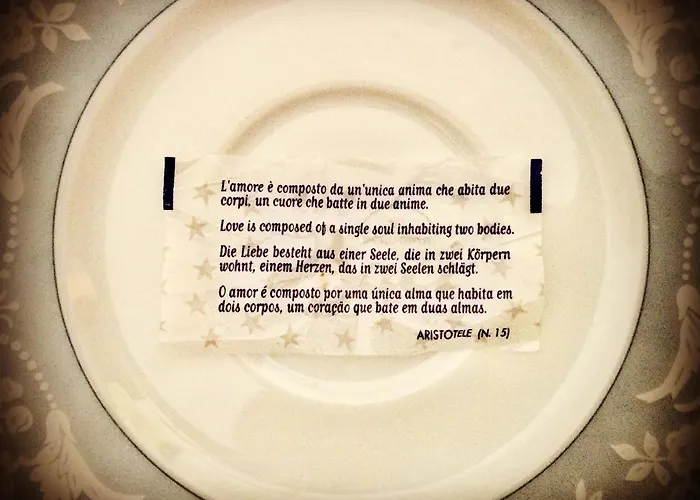 L'amore è composto da un'unica anima che abita due
corpi, un cuore che batte in due anime.
Love is composed of a single soul inhabiting two bodies.
Die Liebe besteht aus einer Seele, die in zwei Körpern
wohnt, einem Herzen, das in zwei Seelen schlägt.
O amor é composto por uma única alma que habita em
dois corpos, um coração que bate em duas almas.
ARISTOTELE (N. 15)